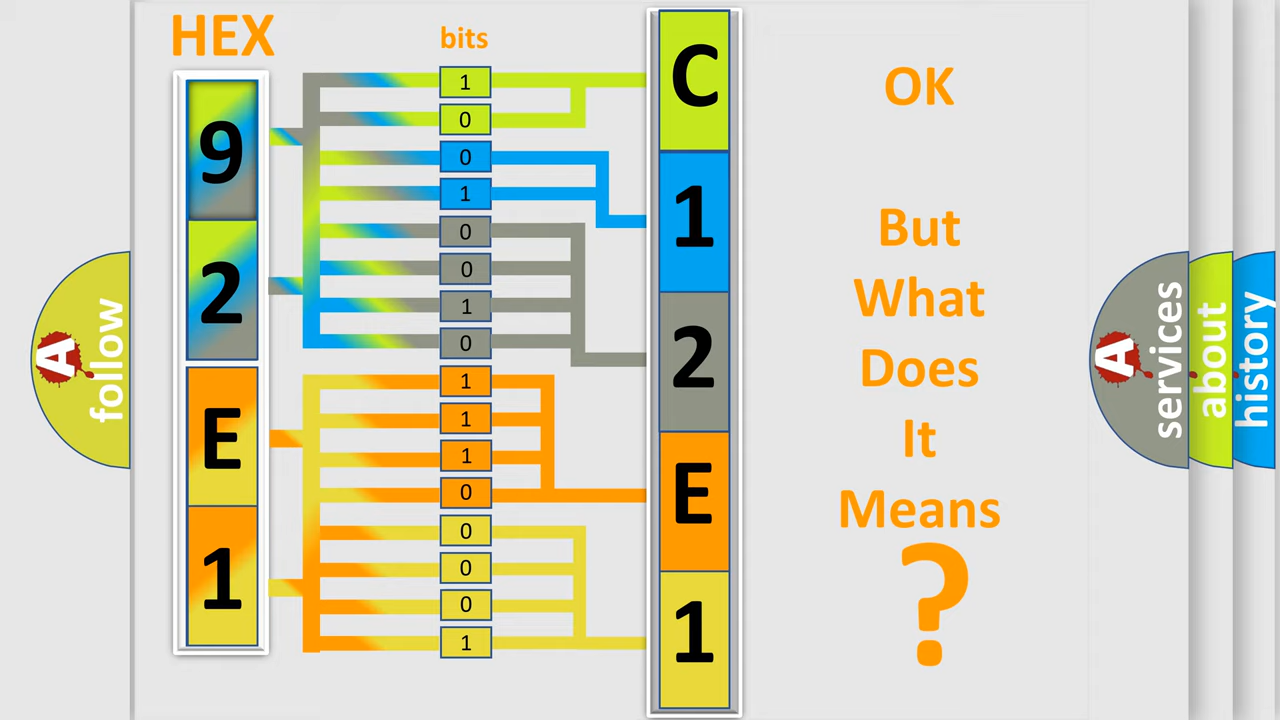 HEX
bits
9
2
E
1
1
0
0
1
0
0
1
0
1
1
1
0
0
0
0
1
C
1
2
E
1
OK
But
What
Does
It
Means
?
A
follow
A
services
about
history